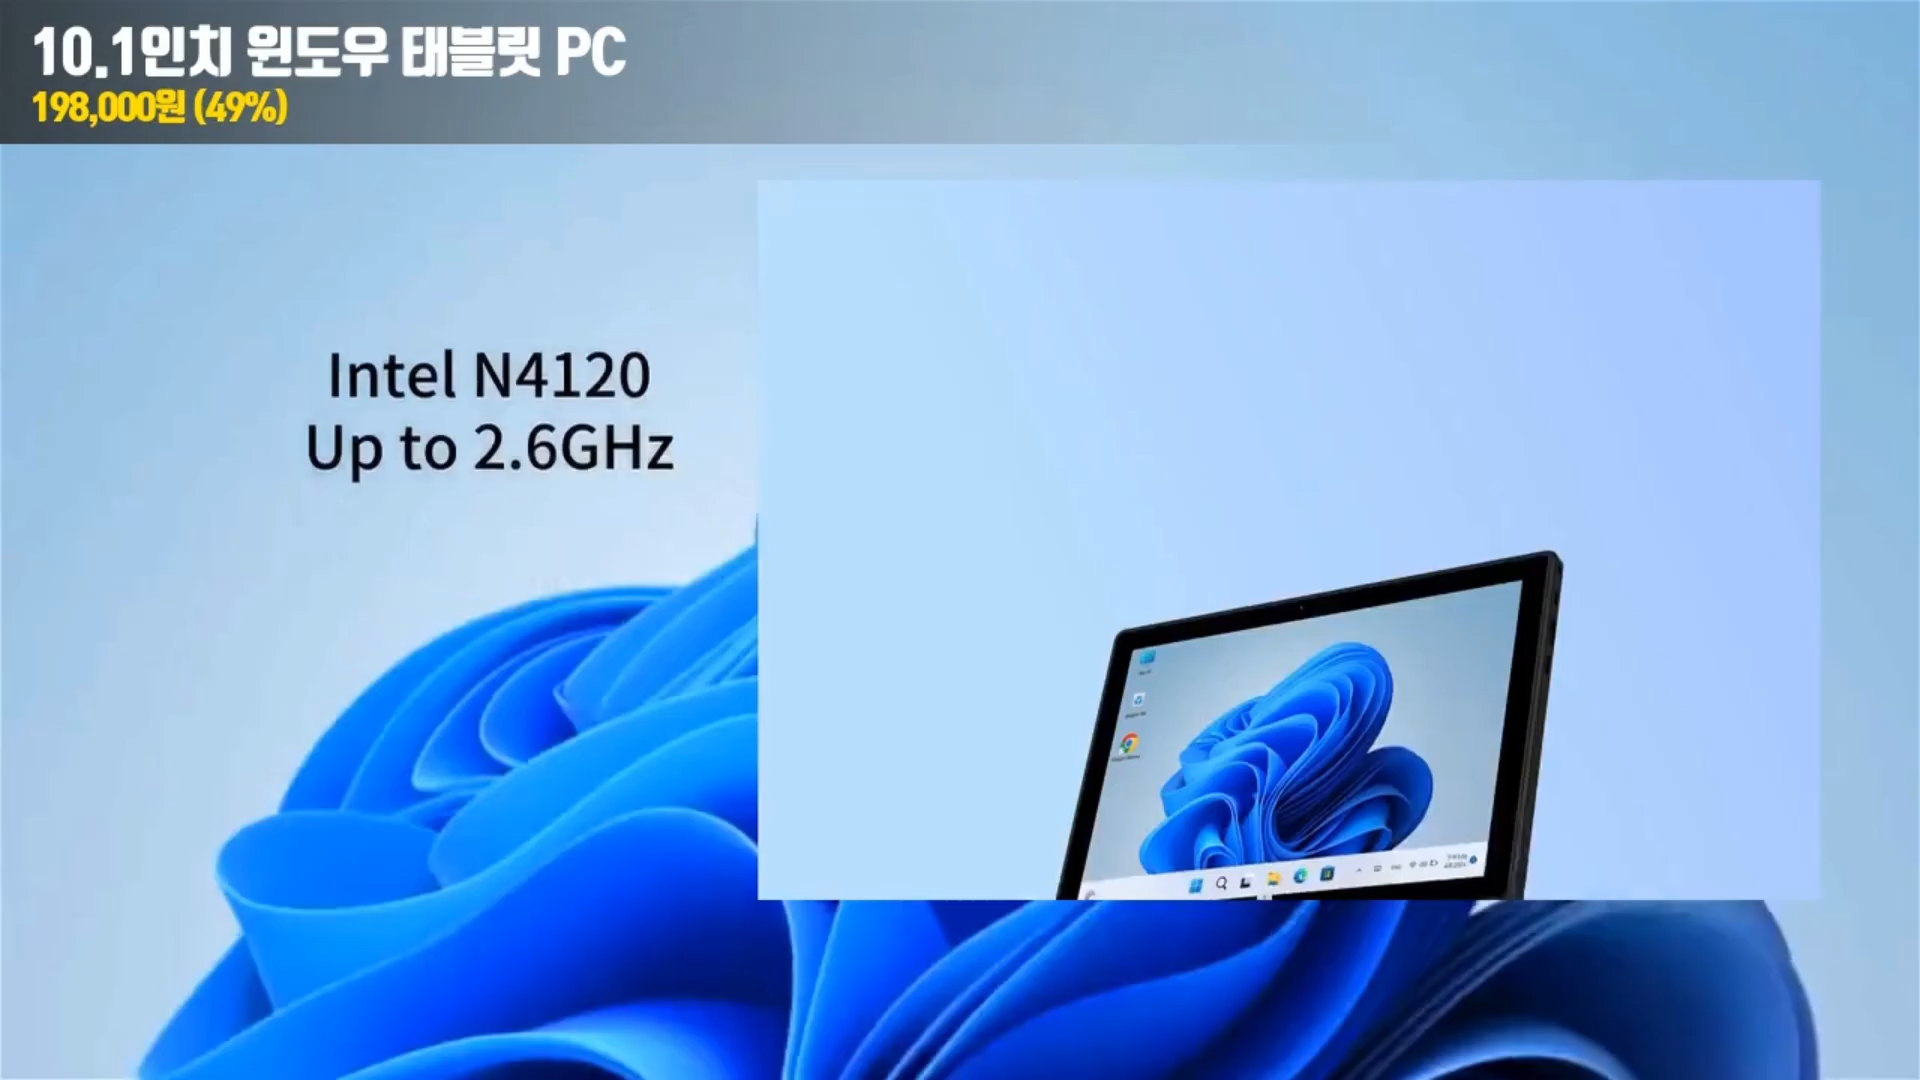 10.1인치 윈도우 태블릿 PC
198,000원 (49%)
Intel N4120
Up to 2.6GHz